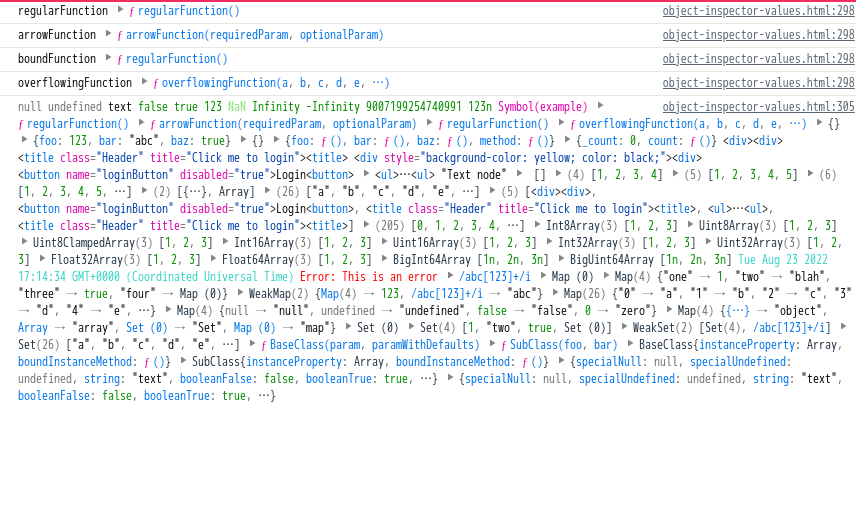 regularFunction ▶ ƒ regularFunction() object-inspector-values.html:298
arrowFunction ▶ ƒ arrowFunction(requiredParam, optionalParam) object-inspector-values.html:298
boundFunction ▶ ƒ regularFunction() object-inspector-values.html:298
overflowingFunction ▶ ƒ overflowingFunction(a, b, c, d, e, …) object-inspector-values.html:298
null undefined text false true 123 NaN Infinity -Infinity 9007199254740991 123n Symbol(example) ▶ object-inspector-values.html:305
ƒ regularFunction() ▶ ƒ arrowFunction(requiredParam, optionalParam) ▶ ƒ regularFunction() ▶ ƒ overflowingFunction(a, b, c, d, e, …) ▶ {}
▶ {foo: 123, bar: "abc", baz: true} ▶ {} ▶ {foo: ƒ (), bar: ƒ (), baz: ƒ (), method: ƒ ()} ▶ {_count: 0, count: ƒ ()} <div><div>
<title class="Header" title="Click me to login"><title> <div style="background-color: yellow; color: black;"><div>
<button name="loginButton" disabled="true">Login<button> ▶ <ul>…<ul> "Text node" ▶ [] ▶ (4) [1, 2, 3, 4] ▶ (5) [1, 2, 3, 4, 5] ▶ (6)
[1, 2, 3, 4, 5, …] ▶ (2) [{…}, Array] ▶ (26) ["a", "b", "c", "d", "e", …] ▶ (5) [<div><div>,
<button name="loginButton" disabled="true">Login<button>, <title class="Header" title="Click me to login"><title>, <ul>…<ul>,
<title class="Header" title="Click me to login"><title>] ▶ (205) [0, 1, 2, 3, 4, …] ▶ Int8Array(3) [1, 2, 3] ▶ Uint8Array(3) [1, 2, 3]
▶ Uint8ClampedArray(3) [1, 2, 3] ▶ Int16Array(3) [1, 2, 3] ▶ Uint16Array(3) [1, 2, 3] ▶ Int32Array(3) [1, 2, 3] ▶ Uint32Array(3) [1, 2,
3] ▶ Float32Array(3) [1, 2, 3] ▶ Float64Array(3) [1, 2, 3] ▶ BigInt64Array [1n, 2n, 3n] ▶ BigUint64Array [1n, 2n, 3n] Tue Aug 23 2022
17:14:34 GMT+0000 (Coordinated Universal Time) Error: This is an error ▶ /abc[123]+/i ▶ Map (0) ▶ Map(4) {"one" → 1, "two" → "blah",
"three" → true, "four" → Map (0)} ▶ WeakMap(2) {Map(4) → 123, /abc[123]+/i → "abc"} ▶ Map(26) {"0" → "a", "1" → "b", "2" → "c", "3"
→ "d", "4" → "e", …} ▶ Map(4) {null → "null", undefined → "undefined", false → "false", 0 → "zero"} ▶ Map(4) {{…} → "object",
Array → "array", Set (0) → "Set", Map (0) → "map"} ▶ Set (0) ▶ Set(4) [1, "two", true, Set (0)] ▶ WeakSet(2) [Set(4), /abc[123]+/i] ▶
Set(26) ["a", "b", "c", "d", "e", …] ▶ ƒ BaseClass(param, paramWithDefaults) ▶ ƒ SubClass(foo, bar) ▶ BaseClass{instanceProperty: Array,
boundInstanceMethod: ƒ ()} ▶ SubClass{instanceProperty: Array, boundInstanceMethod: ƒ ()} ▶ {specialNull: null, specialUndefined:
undefined, string: "text", booleanFalse: false, booleanTrue: true, …} ▶ {specialNull: null, specialUndefined: undefined, string: "text",
booleanFalse: false, booleanTrue: true, …}